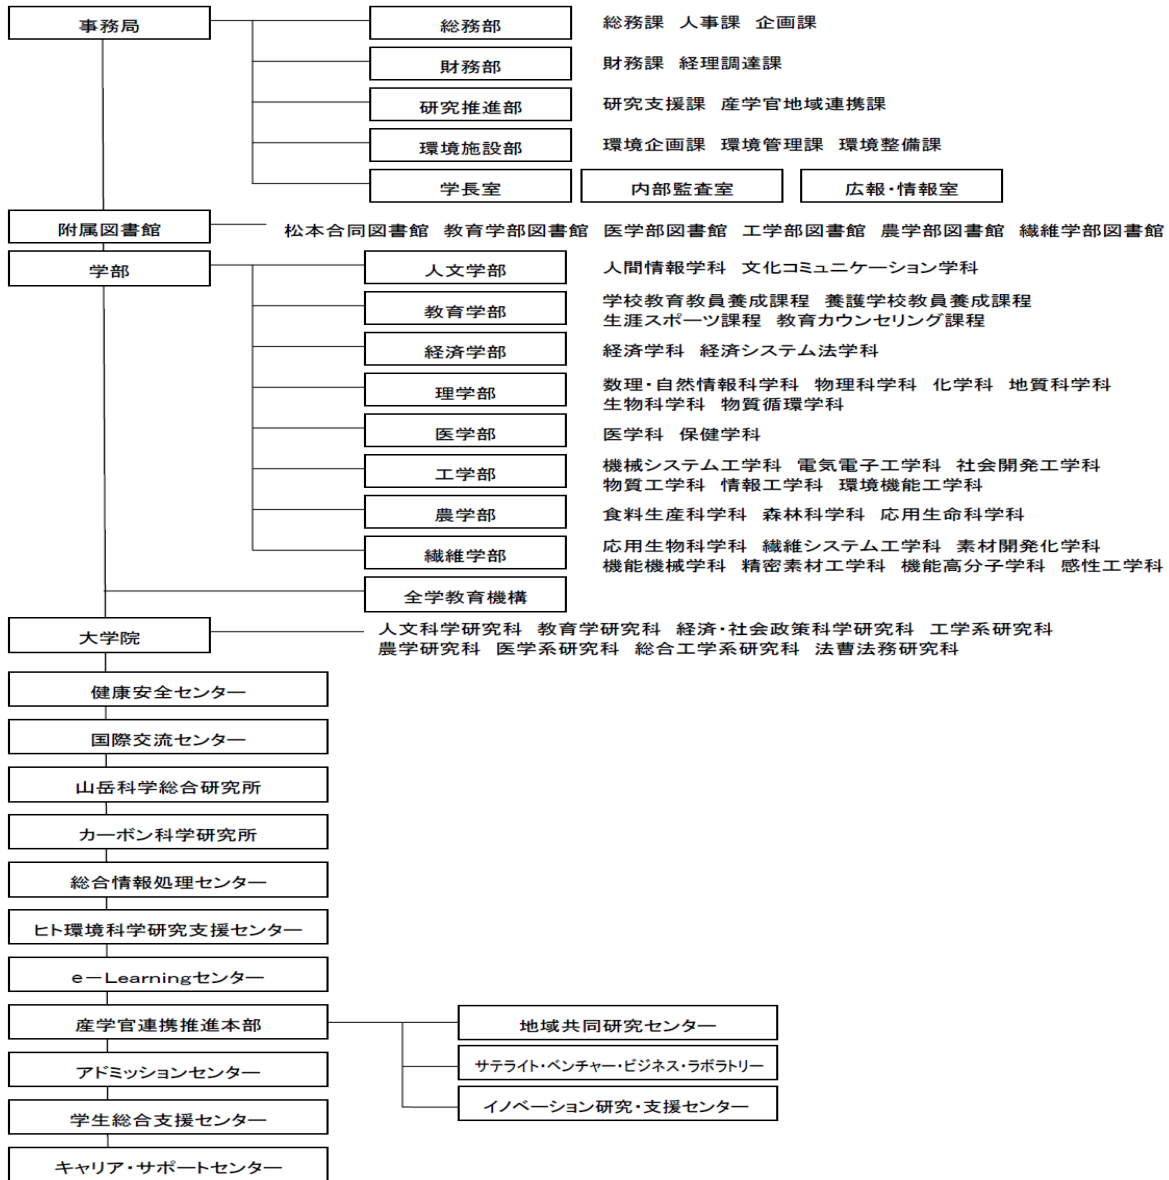 事務局
総務部 総務課 人事課 企画課
財務部 財務課 経理調達課
研究推進部 研究支援課 産学官地域連携課
環境施設部 環境企画課 環境管理課 環境整備課
学長室 内部監査室 広報・情報室
附属図書館 松本合同図書館 教育学部図書館 医学部図書館 工学部図書館 農学部図書館 繊維学部図書館
学部
人文学部 人間情報学科 文化コミュニケーション学科
教育学部 学校教育教員養成課程 養護学校教員養成課程
生涯スポーツ課程 教育カウンセリング課程
経済学部 経済学科 経済システム法学科
理学部 数理・自然情報科学科 物理科学科 化学科 地質科学科
生物科学科 物質循環学科
医学部 医学科 保健学科
工学部 機械システム工学科 電気電子工学科 社会開発工学科
物質工学科 情報工学科 環境機能工学科
農学部 食料生産科学科 森林科学科 応用生命科学科
繊維学部 応用生物科学科 繊維システム工学科 素材開発化学科
機能機械学科 精密素材工学科 機能高分子学科 感性工学科
全学教育機構
大学院 人文科学研究科 教育学研究科 経済・社会政策科学研究科 工学系研究科
農学研究科 医学系研究科 総合工学系研究科 法曹法務研究科
健康安全センター
国際交流センター
山岳科学総合研究所
カーボン科学研究所
総合情報処理センター
ヒト環境科学研究支援センター
e－Learningセンター
産学官連携推進本部
地域共同研究センター
サテライト・ベンチャー・ビジネス・ラボラトリー
イノベーション研究・支援センター
アドミッションセンター
学生総合支援センター
キャリア・サポートセンター